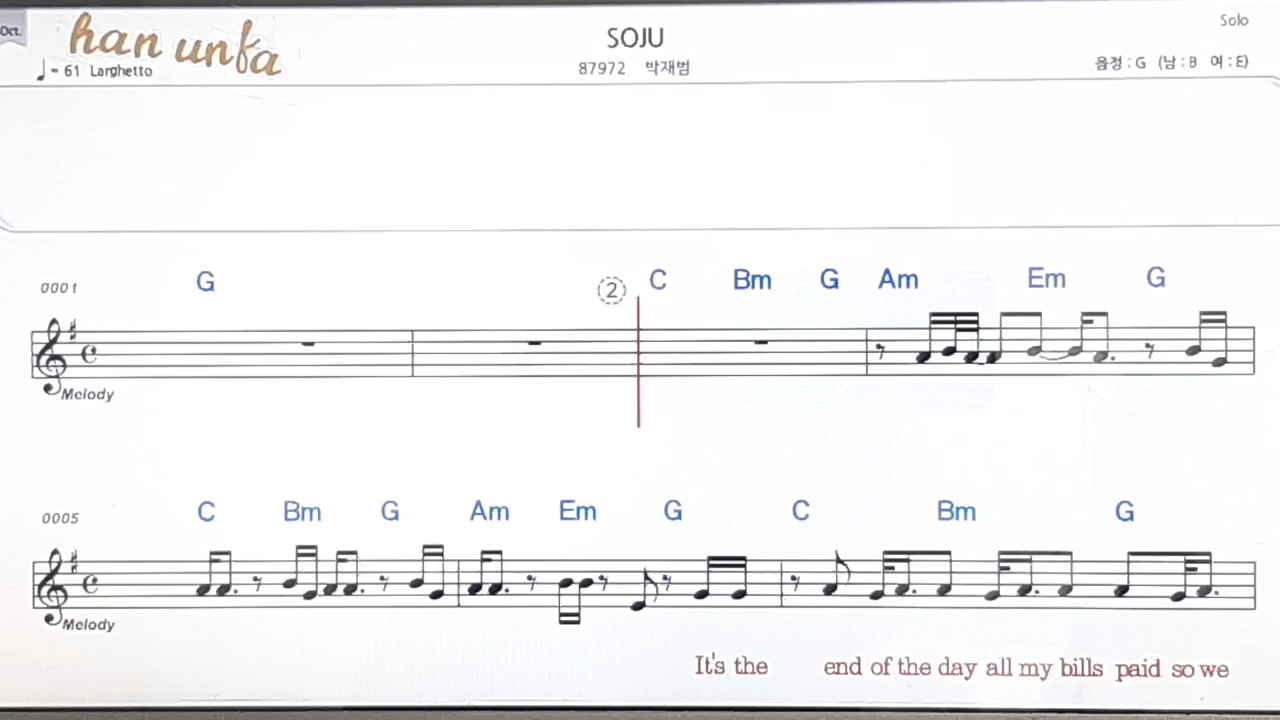 Oct.
han unfa
SOJU
Solo
♩= 61 Larghetto
87972 박재범
음정 : G (남 : B 여 : E)
0001
G
②
C Bm G Am Em G
Melody
0005
C Bm G Am Em G C Bm G
Melody
It's the end of the day all my bills paid so we